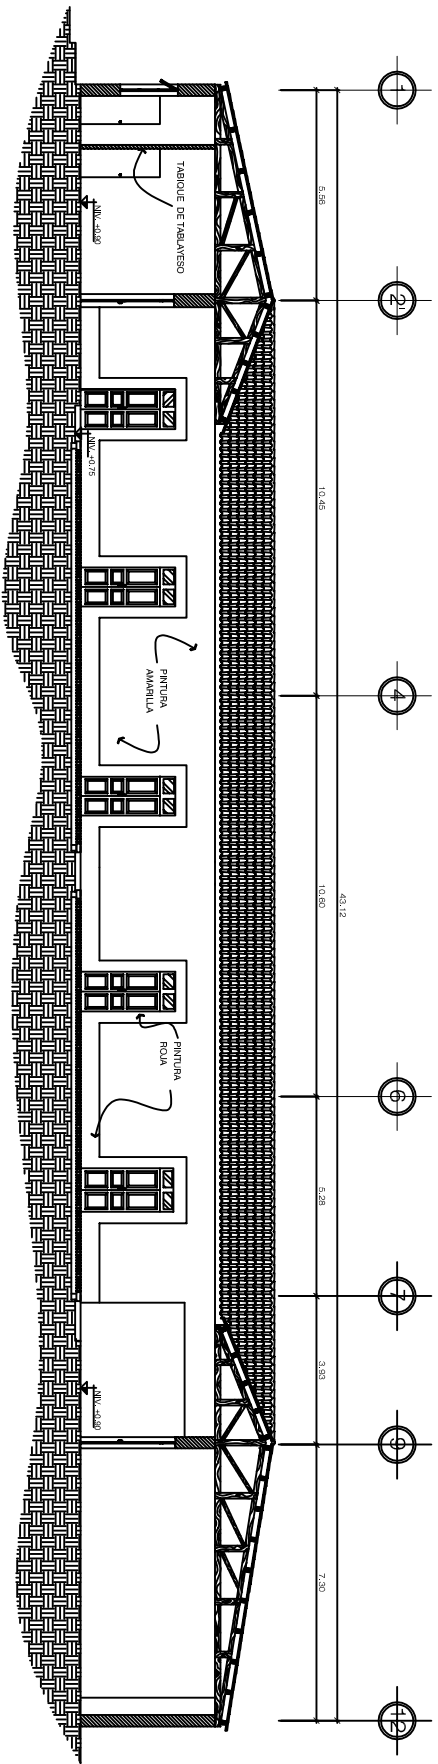 1
2'
4
6
7
9
12
43.12
5.56
10.45
10.60
5.28
3.93
7.30
TABIQUE DE TABLAYESO
PINTURA
AMARILLA
PINTURA
ROJA
NIV. +0.90
NIV. +0.75
NIV. +0.90